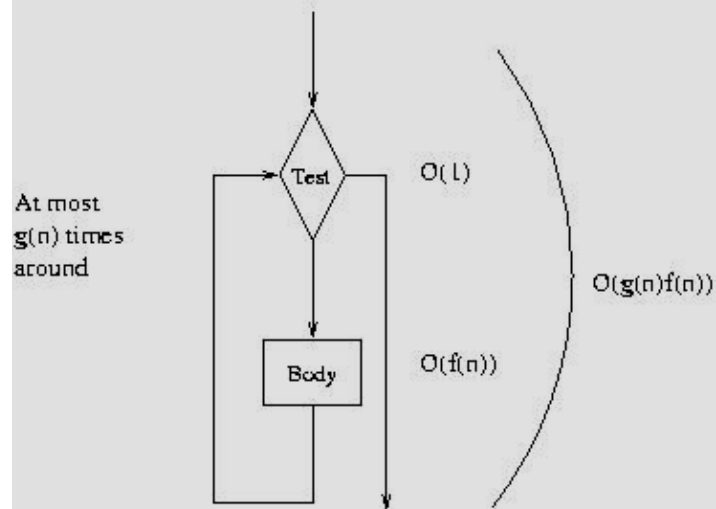 Test
O(1)
At most
g(n) times
around
O(g(n)f(n))
Body
O(f(n))